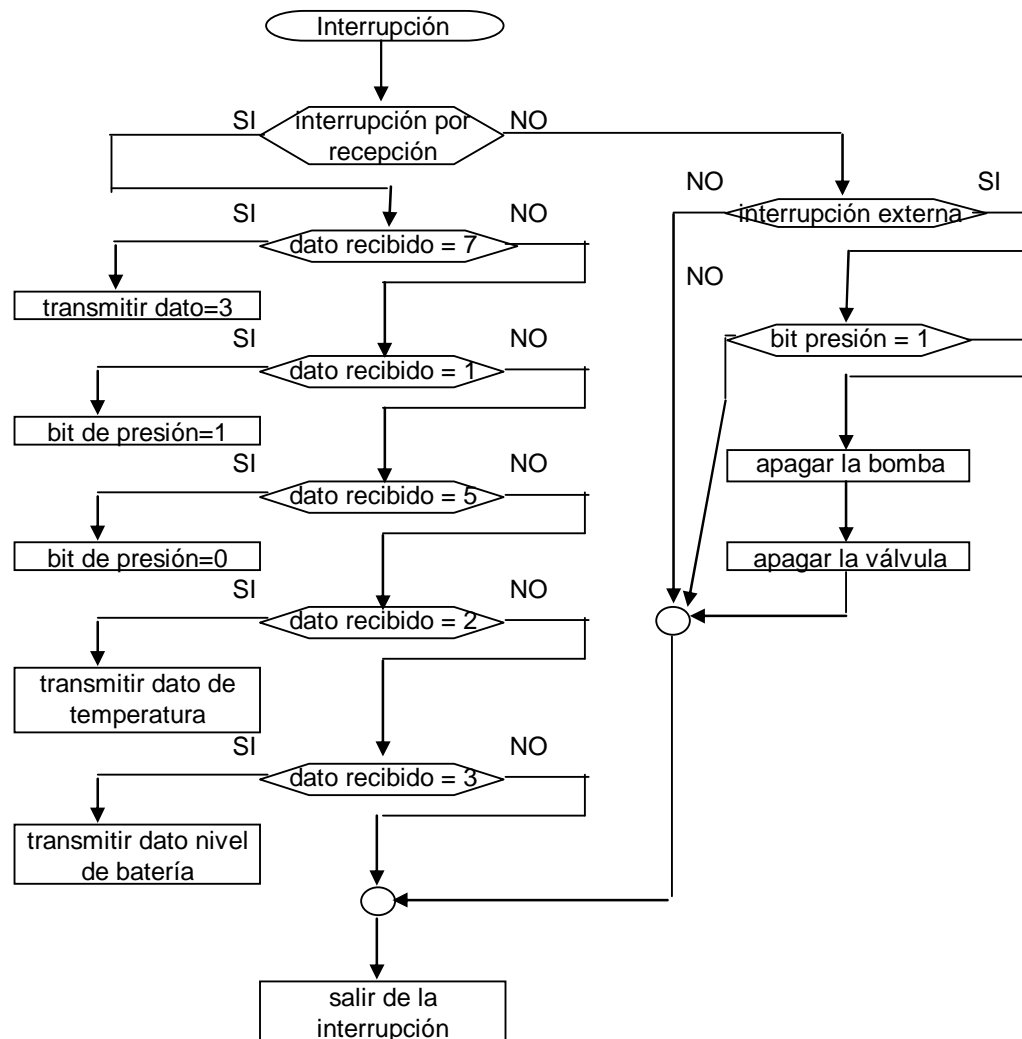 Interrupción
SI
interrupción por
recepción
NO
NO
interrupción externa
SI
SI
dato recibido = 7
NO
transmitir dato=3
NO
bit presión = 1
SI
dato recibido = 1
NO
bit de presión=1
apagar la bomba
SI
dato recibido = 5
NO
bit de presión=0
apagar la válvula
SI
dato recibido = 2
NO
transmitir dato de
temperatura
SI
dato recibido = 3
NO
transmitir dato nivel
de batería
salir de la
interrupción